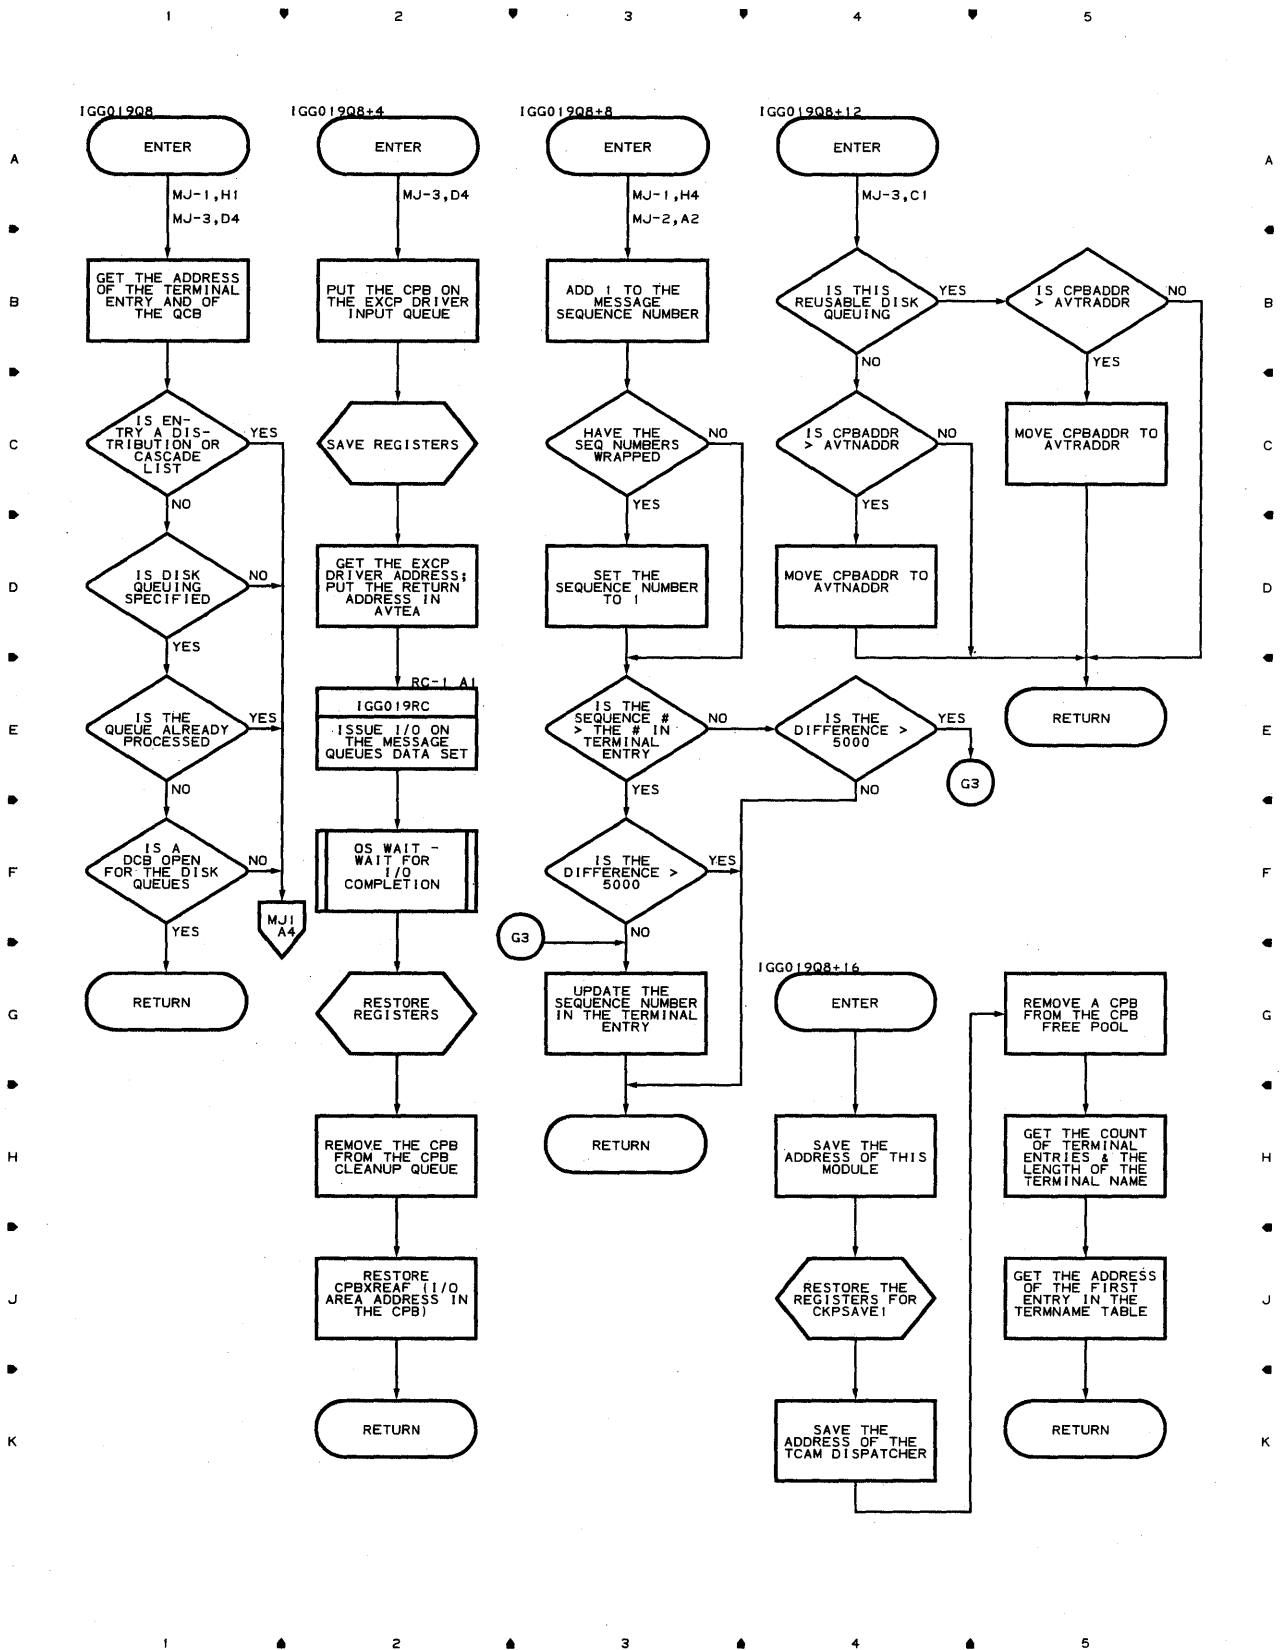 1 2 3 4 5
IGG019Q8
ENTER
A
MJ-1,H1
MJ-3,D4
GET THE ADDRESS
OF THE TERMINAL
ENTRY AND OF
THE QCB
B
IS EN-
TRY A DIS-
TRIBUTION OR
CASCADE
LIST
YES
NO
C
IS DISK
QUEUING
SPECIFIED
NO
YES
D
IS THE
QUEUE ALREADY
PROCESSED
YES
NO
E
IS A
DCB OPEN
FOR THE DISK
QUEUES
NO
YES
F
MJ1
A4
RETURN
G
H
J
K
IGG019Q8+4
ENTER
MJ-3,D4
PUT THE CPB ON
THE EXCP DRIVER
INPUT QUEUE
SAVE REGISTERS
GET THE EXCP
DRIVER ADDRESS;
PUT THE RETURN
ADDRESS IN
AVTEA
RC-1 A1
IGG019RC
ISSUE I/O ON
THE MESSAGE
QUEUES DATA SET
OS WAIT -
WAIT FOR
I/O
COMPLETION
RESTORE
REGISTERS
REMOVE THE CPB
FROM THE CPB
CLEANUP QUEUE
RESTORE
CPBXREAF (I/O
AREA ADDRESS IN
THE CPB)
RETURN
IGG019Q8+8
ENTER
MJ-1,H4
MJ-2,A2
ADD 1 TO THE
MESSAGE
SEQUENCE NUMBER
HAVE THE
SEQ NUMBERS
WRAPPED
NO
YES
SET THE
SEQUENCE NUMBER
TO 1
IS THE
SEQUENCE #
> THE # IN
TERMINAL
ENTRY
NO
YES
IS THE
DIFFERENCE >
5000
YES
NO
G3
UPDATE THE
SEQUENCE NUMBER
IN THE TERMINAL
ENTRY
RETURN
IGG019Q8+12
ENTER
MJ-3,C1
IS THIS
REUSABLE DISK
QUEUING
YES
NO
IS CPBADDR
> AVTNADDR
NO
YES
MOVE CPBADDR TO
AVTNADDR
IS THE
DIFFERENCE >
5000
YES
NO
G3
IS CPBADDR
> AVTRADDR
NO
YES
MOVE CPBADDR TO
AVTRADDR
RETURN
IGG019Q8+16
ENTER
SAVE THE
ADDRESS OF THIS
MODULE
RESTORE THE
REGISTERS FOR
CKPSAVE1
SAVE THE
ADDRESS OF THE
TCAM DISPATCHER
REMOVE A CPB
FROM THE CPB
FREE POOL
GET THE COUNT
OF TERMINAL
ENTRIES & THE
LENGTH OF THE
TERMINAL NAME
GET THE ADDRESS
OF THE FIRST
ENTRY IN THE
TERMNAME TABLE
RETURN
A
B
C
D
E
F
G
H
J
K
1 2 3 4 5